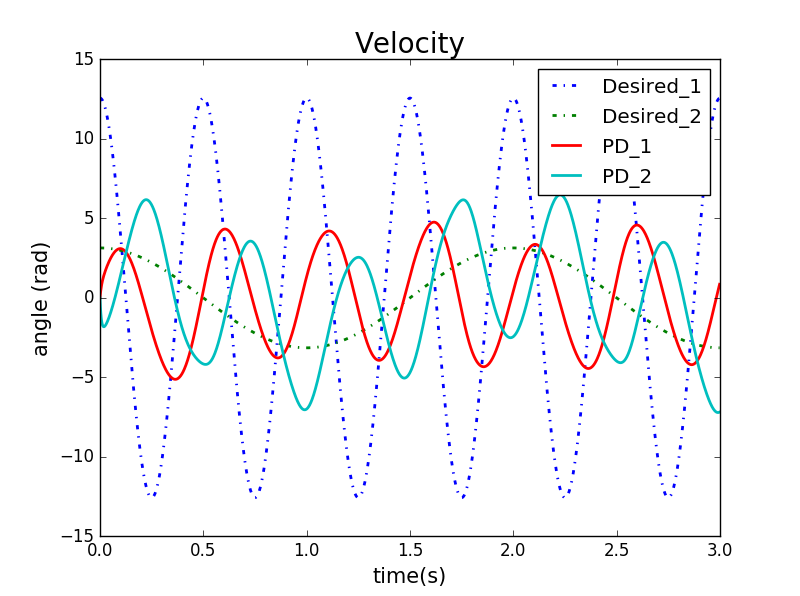 Velocity
15
10
5
0
−5
−10
−15
angle (rad)
0.0 0.5 1.0 1.5 2.0 2.5 3.0
time(s)
Desired_1
Desired_2
PD_1
PD_2